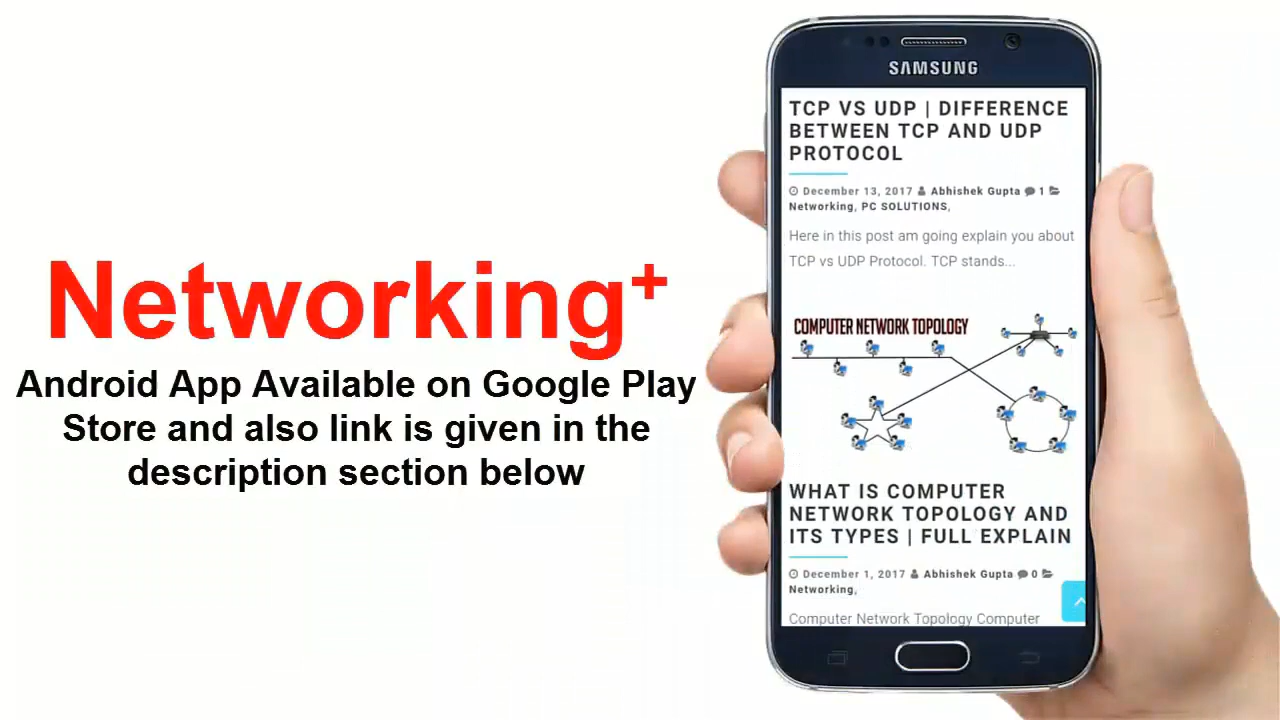 Networking+
Android App Available on Google Play
Store and also link is given in the
description section below
SAMSUNG
TCP VS UDP | DIFFERENCE
BETWEEN TCP AND UDP
PROTOCOL
December 13, 2017 Abhishek Gupta 1
Networking, PC SOLUTIONS,
Here in this post am going explain you about
TCP vs UDP Protocol. TCP stands...
COMPUTER NETWORK TOPOLOGY
WHAT IS COMPUTER
NETWORK TOPOLOGY AND
ITS TYPES | FULL EXPLAIN
December 1, 2017 Abhishek Gupta 0
Networking,
Computer Network Topology Computer